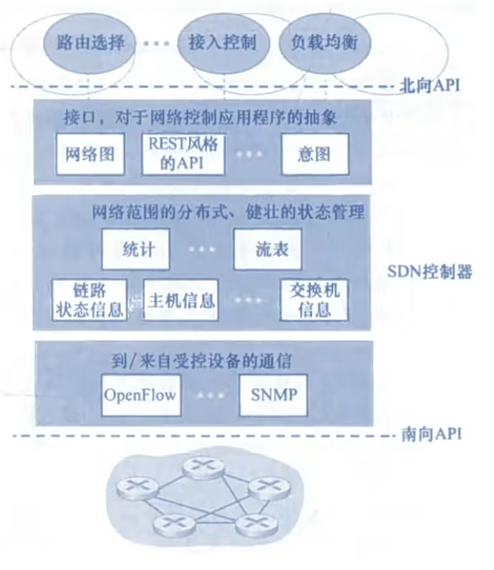 路由选择 ··· 接入控制 负载均衡
北向API
接口，对于网络控制应用程序的抽象
网络图 REST风格的API ··· 意图
网络范围的分布式、健壮的状态管理
统计 ··· 流表
SDN控制器
链路状态信息 主机信息 ··· 交换机信息
到/来自受控设备的通信
OpenFlow ··· SNMP
南向API